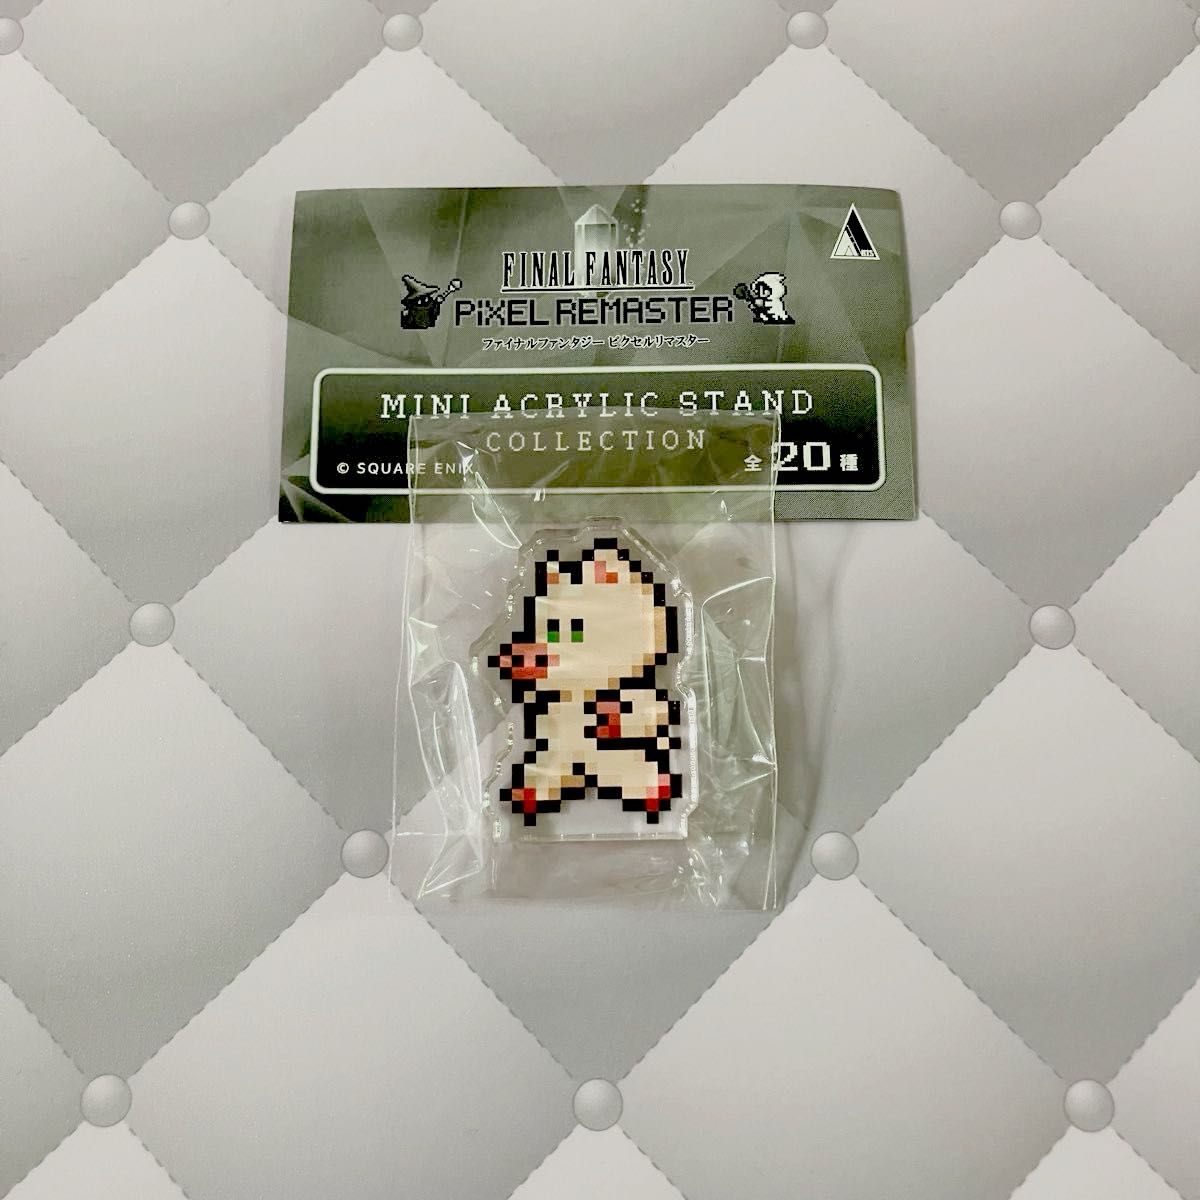 FINAL FANTASY™
PIXEL REMASTER
ファイナルファンタジー ピクセルリマスター
MINI ACRYLIC STAND
COLLECTION
© SQUARE ENIX
全20種